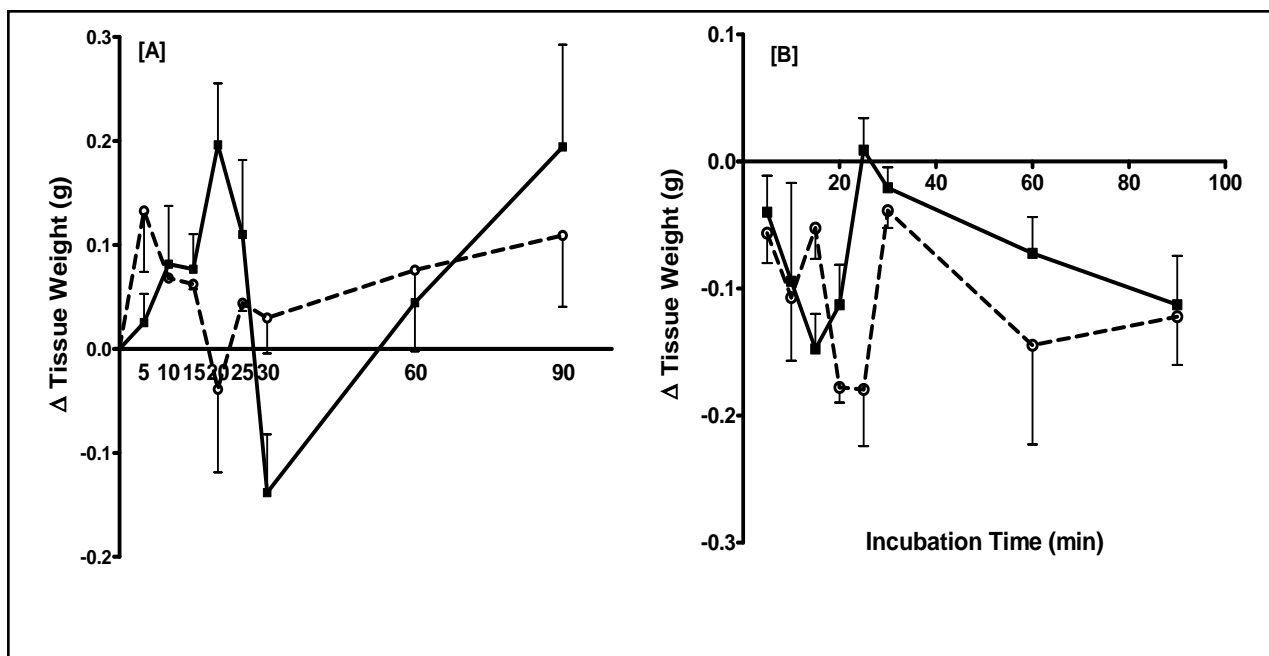 [A]
Δ Tissue Weight (g)
0.3
0.2
0.1
0.0
-0.1
-0.2
5 10 15 20 25 30 60 90
[B]
Δ Tissue Weight (g)
0.1
0.0
-0.1
-0.2
-0.3
20 40 60 80 100
Incubation Time (min)